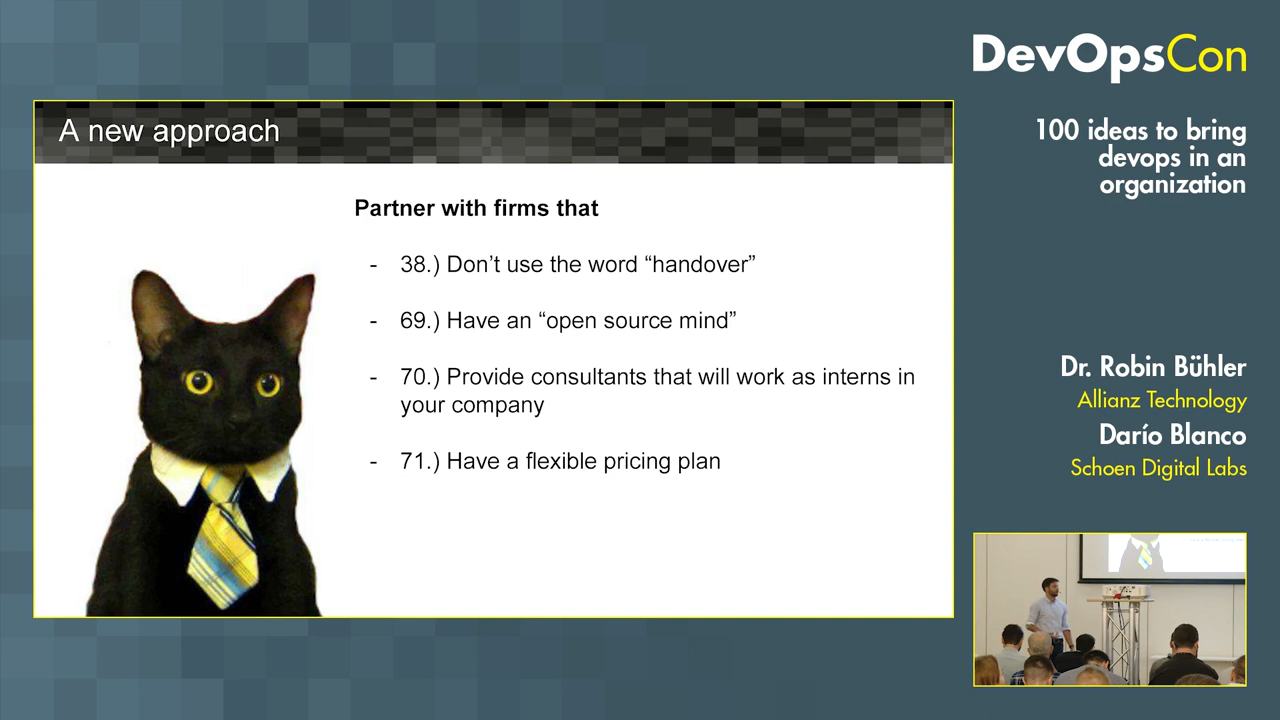 DevOpsCon
100 ideas to bring
devops in an
organization
A new approach
Partner with firms that
- 38.) Don’t use the word “handover”
- 69.) Have an “open source mind”
- 70.) Provide consultants that will work as interns in
your company
- 71.) Have a flexible pricing plan
Dr. Robin Bühler
Allianz Technology
Darío Blanco
Schoen Digital Labs